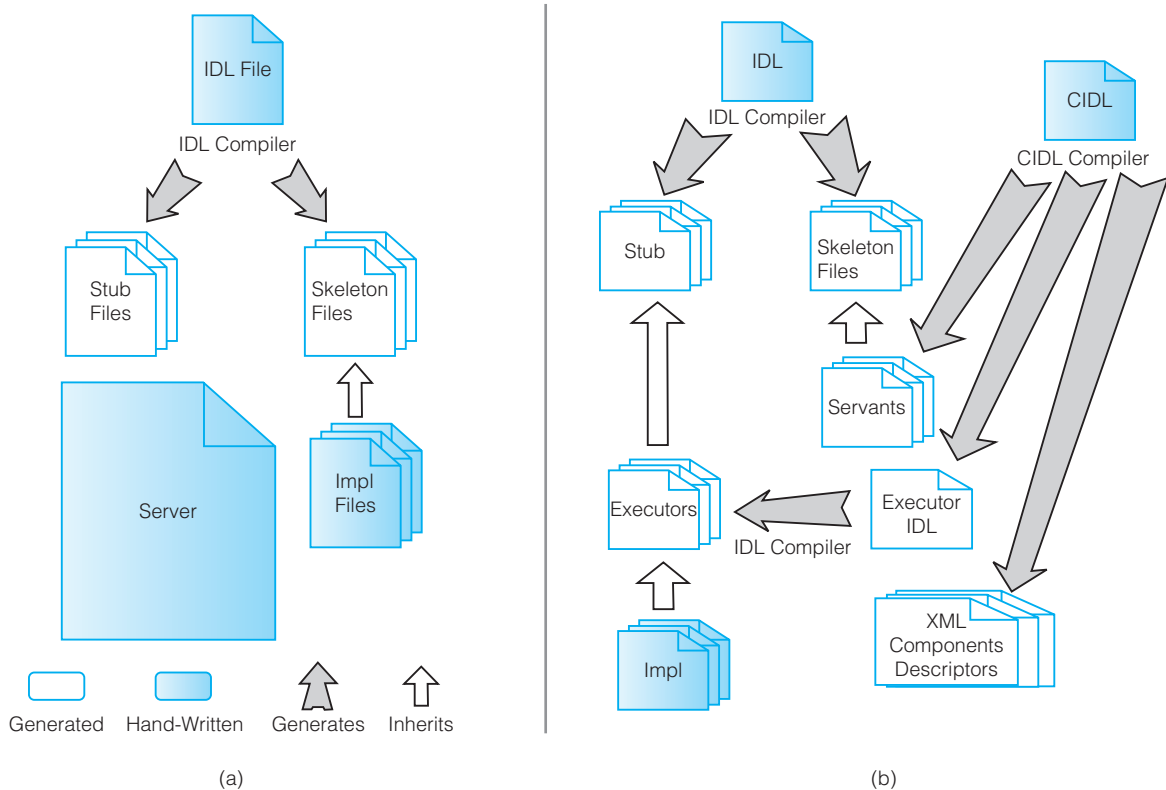 IDL File
IDL Compiler
Stub
Files
Skeleton
Files
Server
Impl
Files
Generated
Hand-Written
Generates
Inherits
(a)
IDL
IDL Compiler
CIDL
CIDL Compiler
Stub
Skeleton
Files
Servants
Executors
IDL Compiler
Executor
IDL
Impl
XML
Components
Descriptors
(b)